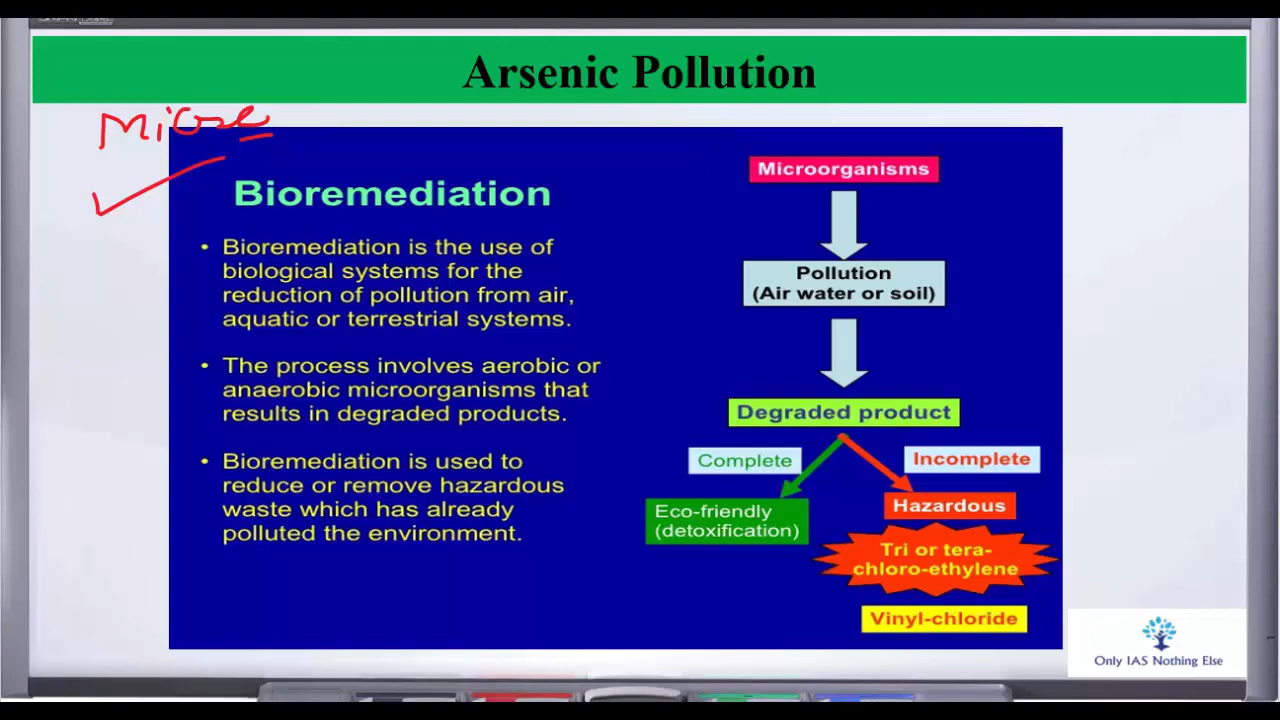 Arsenic Pollution
Bioremediation
• Bioremediation is the use of
biological systems for the
reduction of pollution from air,
aquatic or terrestrial systems.
• The process involves aerobic or
anaerobic microorganisms that
results in degraded products.
• Bioremediation is used to
reduce or remove hazardous
waste which has already
polluted the environment.
Microorganisms
Pollution
(Air water or soil)
Degraded product
Complete
Incomplete
Eco-friendly
(detoxification)
Hazardous
Tri or tera-
chloro-ethylene
Vinyl-chloride
Only IAS Nothing Else